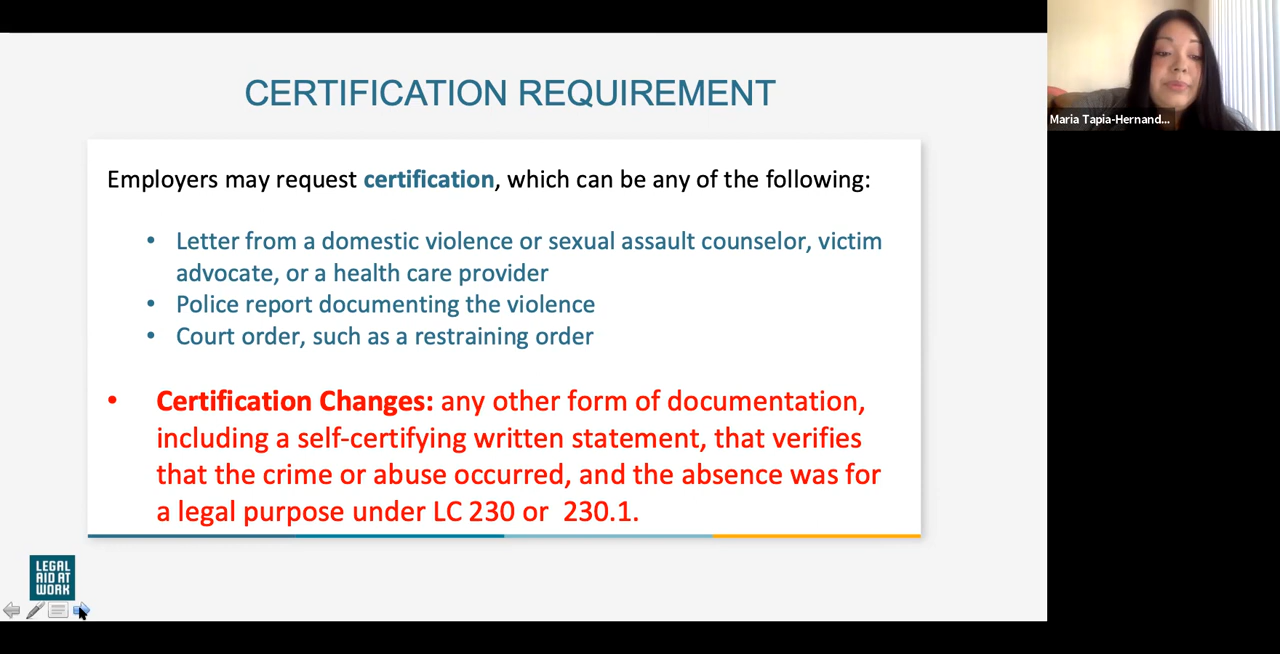 CERTIFICATION REQUIREMENT
Maria Tapia-Hernand...
Employers may request certification, which can be any of the following:
• Letter from a domestic violence or sexual assault counselor, victim
advocate, or a health care provider
• Police report documenting the violence
• Court order, such as a restraining order
• Certification Changes: any other form of documentation,
including a self-certifying written statement, that verifies
that the crime or abuse occurred, and the absence was for
a legal purpose under LC 230 or  230.1.
LEGAL
AID AT
WORK